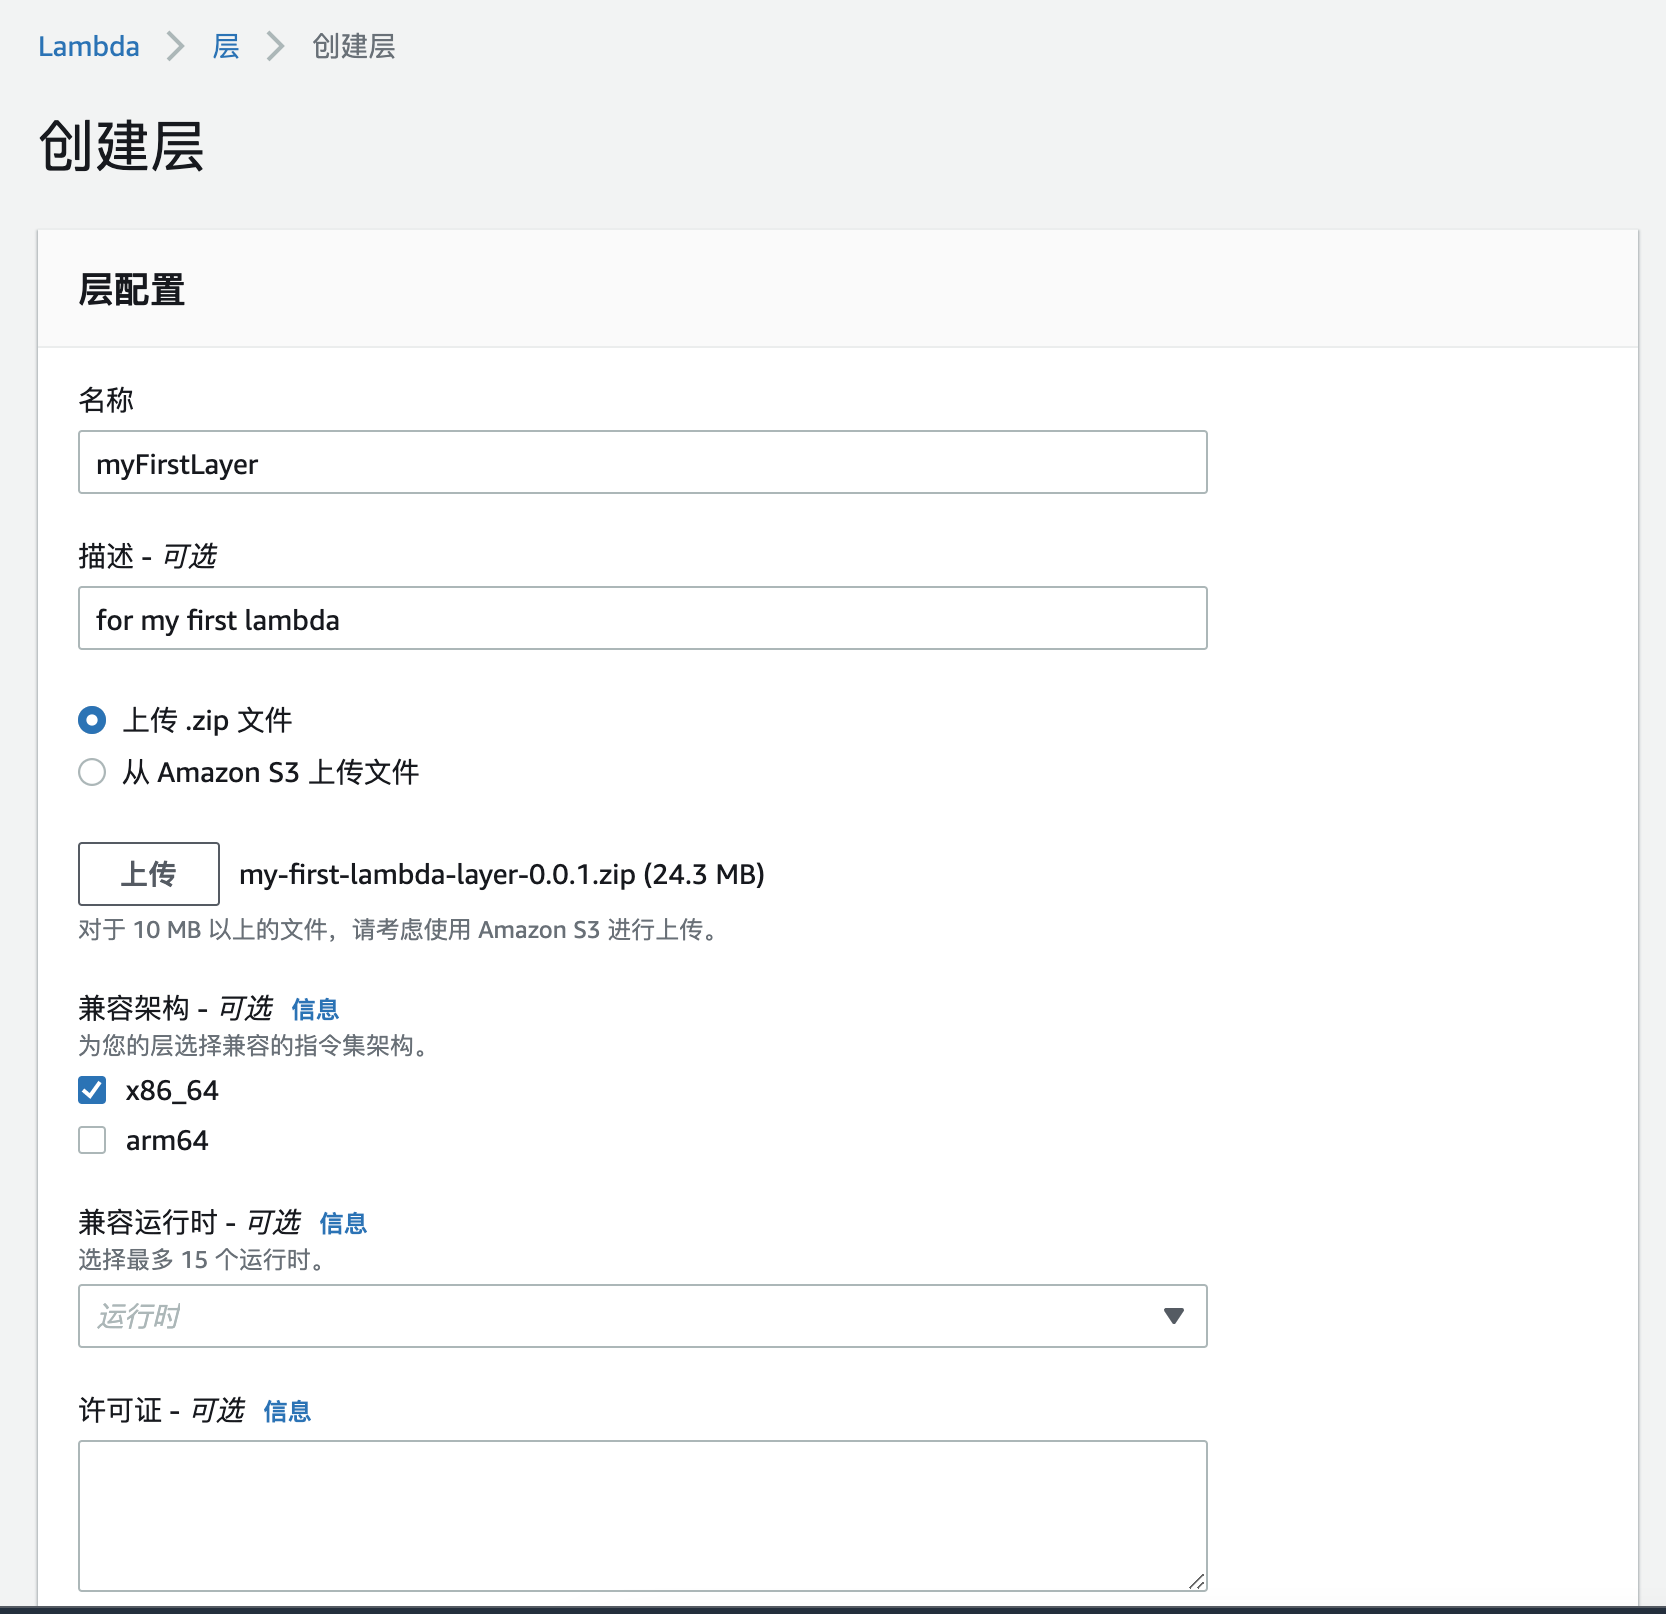 Lambda > 层 > 创建层
创建层
层配置
名称
myFirstLayer
描述 - 可选
for my first lambda
上传 .zip 文件
从 Amazon S3 上传文件
上传 my-first-lambda-layer-0.0.1.zip (24.3 MB)
对于 10 MB 以上的文件，请考虑使用 Amazon S3 进行上传。
兼容架构 - 可选 信息
为您的层选择兼容的指令集架构。
x86_64
arm64
兼容运行时 - 可选 信息
选择最多 15 个运行时。
运行时
许可证 - 可选 信息